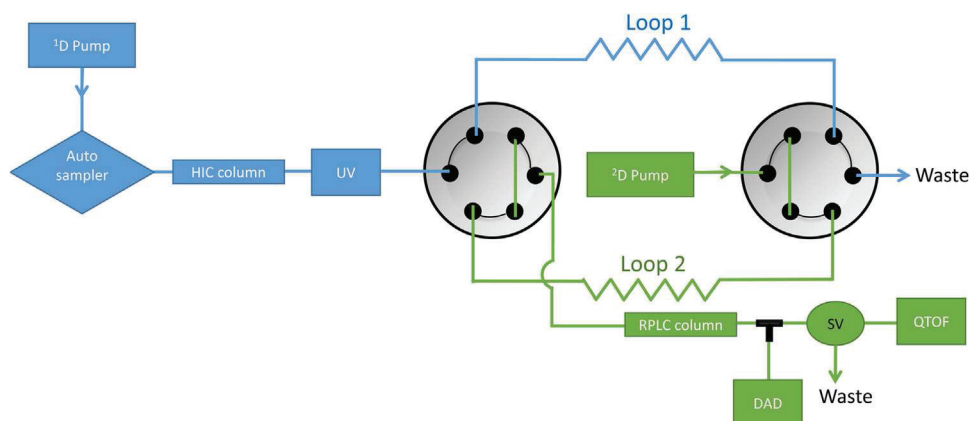 Loop 1
¹D Pump
Auto
sampler
HIC column
UV
²D Pump
Waste
Loop 2
RPLC column
SV
QTOF
DAD
Waste